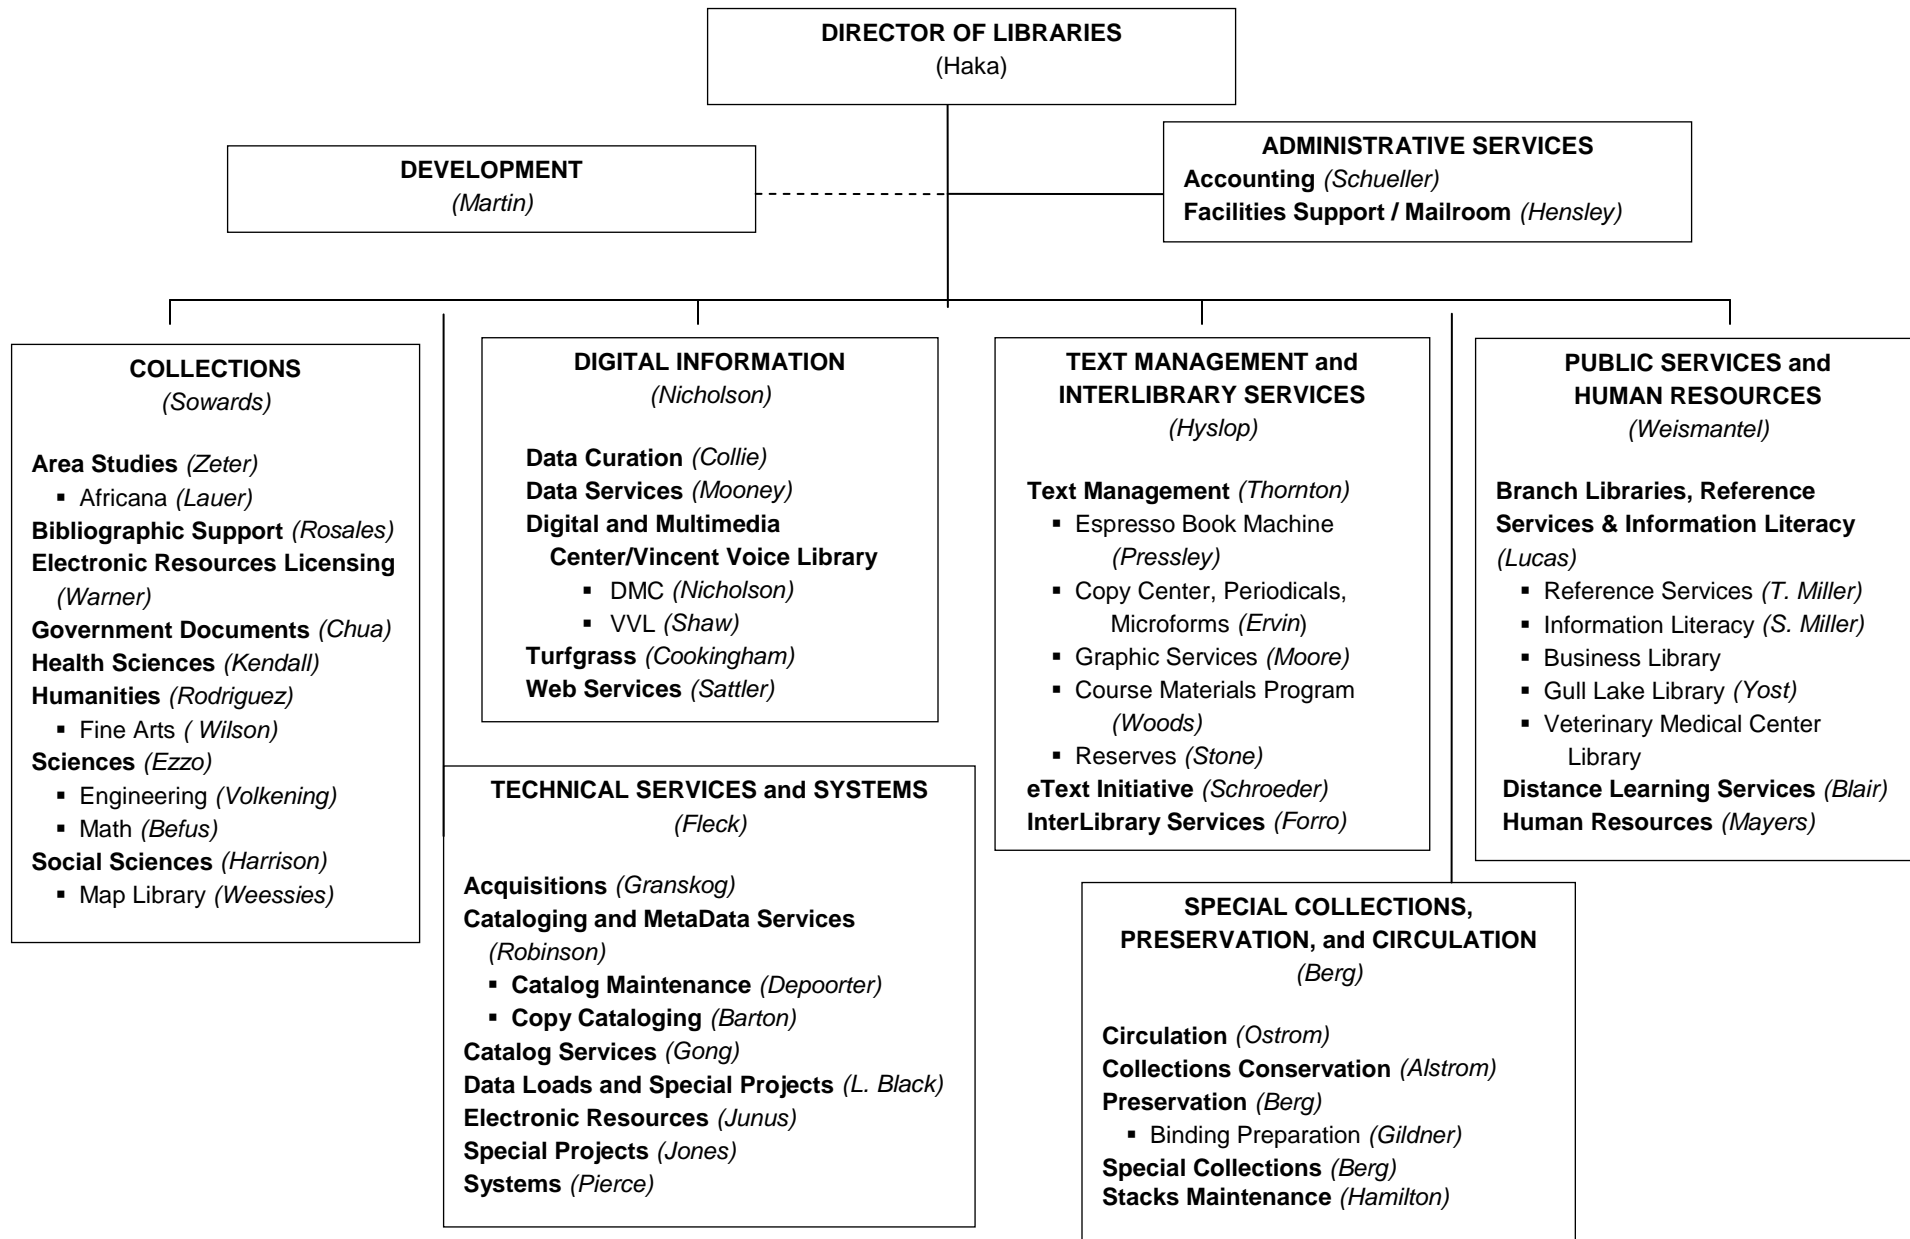 DIRECTOR OF LIBRARIES
(Haka)
DEVELOPMENT
(Martin)
ADMINISTRATIVE SERVICES
Accounting (Schueller)
Facilities Support / Mailroom (Hensley)
COLLECTIONS
(Sowards)
Area Studies (Zeter)
▪ Africana (Lauer)
Bibliographic Support (Rosales)
Electronic Resources Licensing
(Warner)
Government Documents (Chua)
Health Sciences (Kendall)
Humanities (Rodriguez)
▪ Fine Arts ( Wilson)
Sciences (Ezzo)
▪ Engineering (Volkening)
▪ Math (Befus)
Social Sciences (Harrison)
▪ Map Library (Weessies)
DIGITAL INFORMATION
(Nicholson)
Data Curation (Collie)
Data Services (Mooney)
Digital and Multimedia
Center/Vincent Voice Library
▪ DMC (Nicholson)
▪ VVL (Shaw)
Turfgrass (Cookingham)
Web Services (Sattler)
TECHNICAL SERVICES and SYSTEMS
(Fleck)
Acquisitions (Granskog)
Cataloging and MetaData Services
(Robinson)
▪ Catalog Maintenance (Depoorter)
▪ Copy Cataloging (Barton)
Catalog Services (Gong)
Data Loads and Special Projects (L. Black)
Electronic Resources (Junus)
Special Projects (Jones)
Systems (Pierce)
TEXT MANAGEMENT and
INTERLIBRARY SERVICES
(Hyslop)
Text Management (Thornton)
▪ Espresso Book Machine
(Pressley)
▪ Copy Center, Periodicals,
Microforms (Ervin)
▪ Graphic Services (Moore)
▪ Course Materials Program
(Woods)
▪ Reserves (Stone)
eText Initiative (Schroeder)
InterLibrary Services (Forro)
PUBLIC SERVICES and
HUMAN RESOURCES
(Weismantel)
Branch Libraries, Reference
Services & Information Literacy
(Lucas)
▪ Reference Services (T. Miller)
▪ Information Literacy (S. Miller)
▪ Business Library
▪ Gull Lake Library (Yost)
▪ Veterinary Medical Center
Library
Distance Learning Services (Blair)
Human Resources (Mayers)
SPECIAL COLLECTIONS,
PRESERVATION, and CIRCULATION
(Berg)
Circulation (Ostrom)
Collections Conservation (Alstrom)
Preservation (Berg)
▪ Binding Preparation (Gildner)
Special Collections (Berg)
Stacks Maintenance (Hamilton)